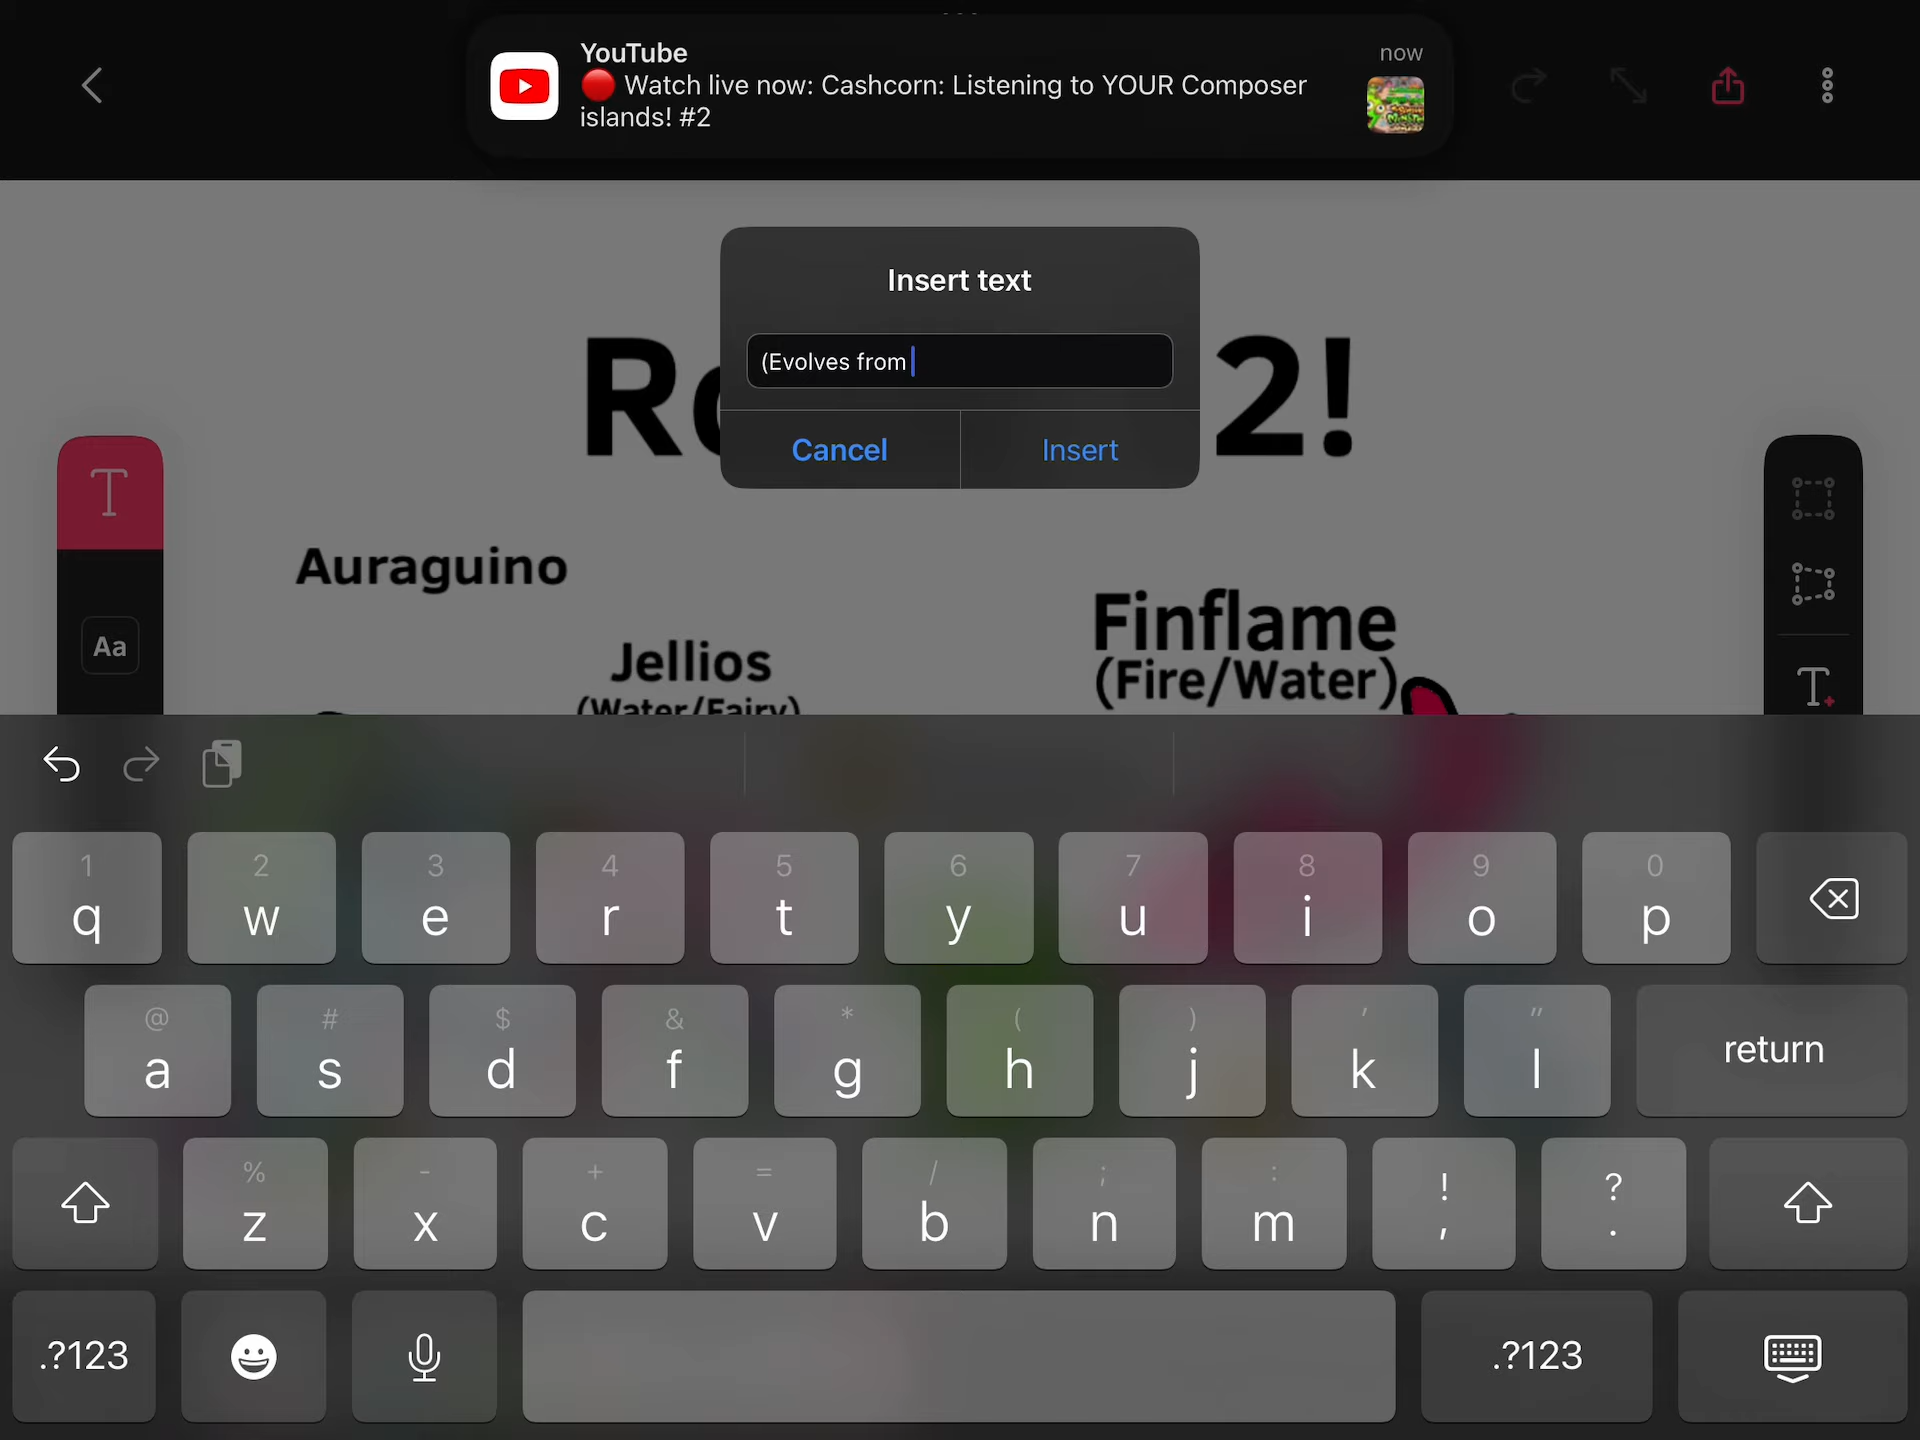 YouTube
now
🔴 Watch live now: Cashcorn: Listening to YOUR Composer
islands! #2
Insert text
(Evolves from
Cancel
Insert
2!
T
Aa
Auraguino
Jellios
(Water/Fairy)
Finflame
(Fire/Water)
T
1 2 3 4 5 6 7 8 9 0
q w e r t y u i o p
@ # $ & * ( ) ' "
a s d f g h j k l
return
% - + = / ; : ! ?
z x c v b n m , .
.?123
.?123